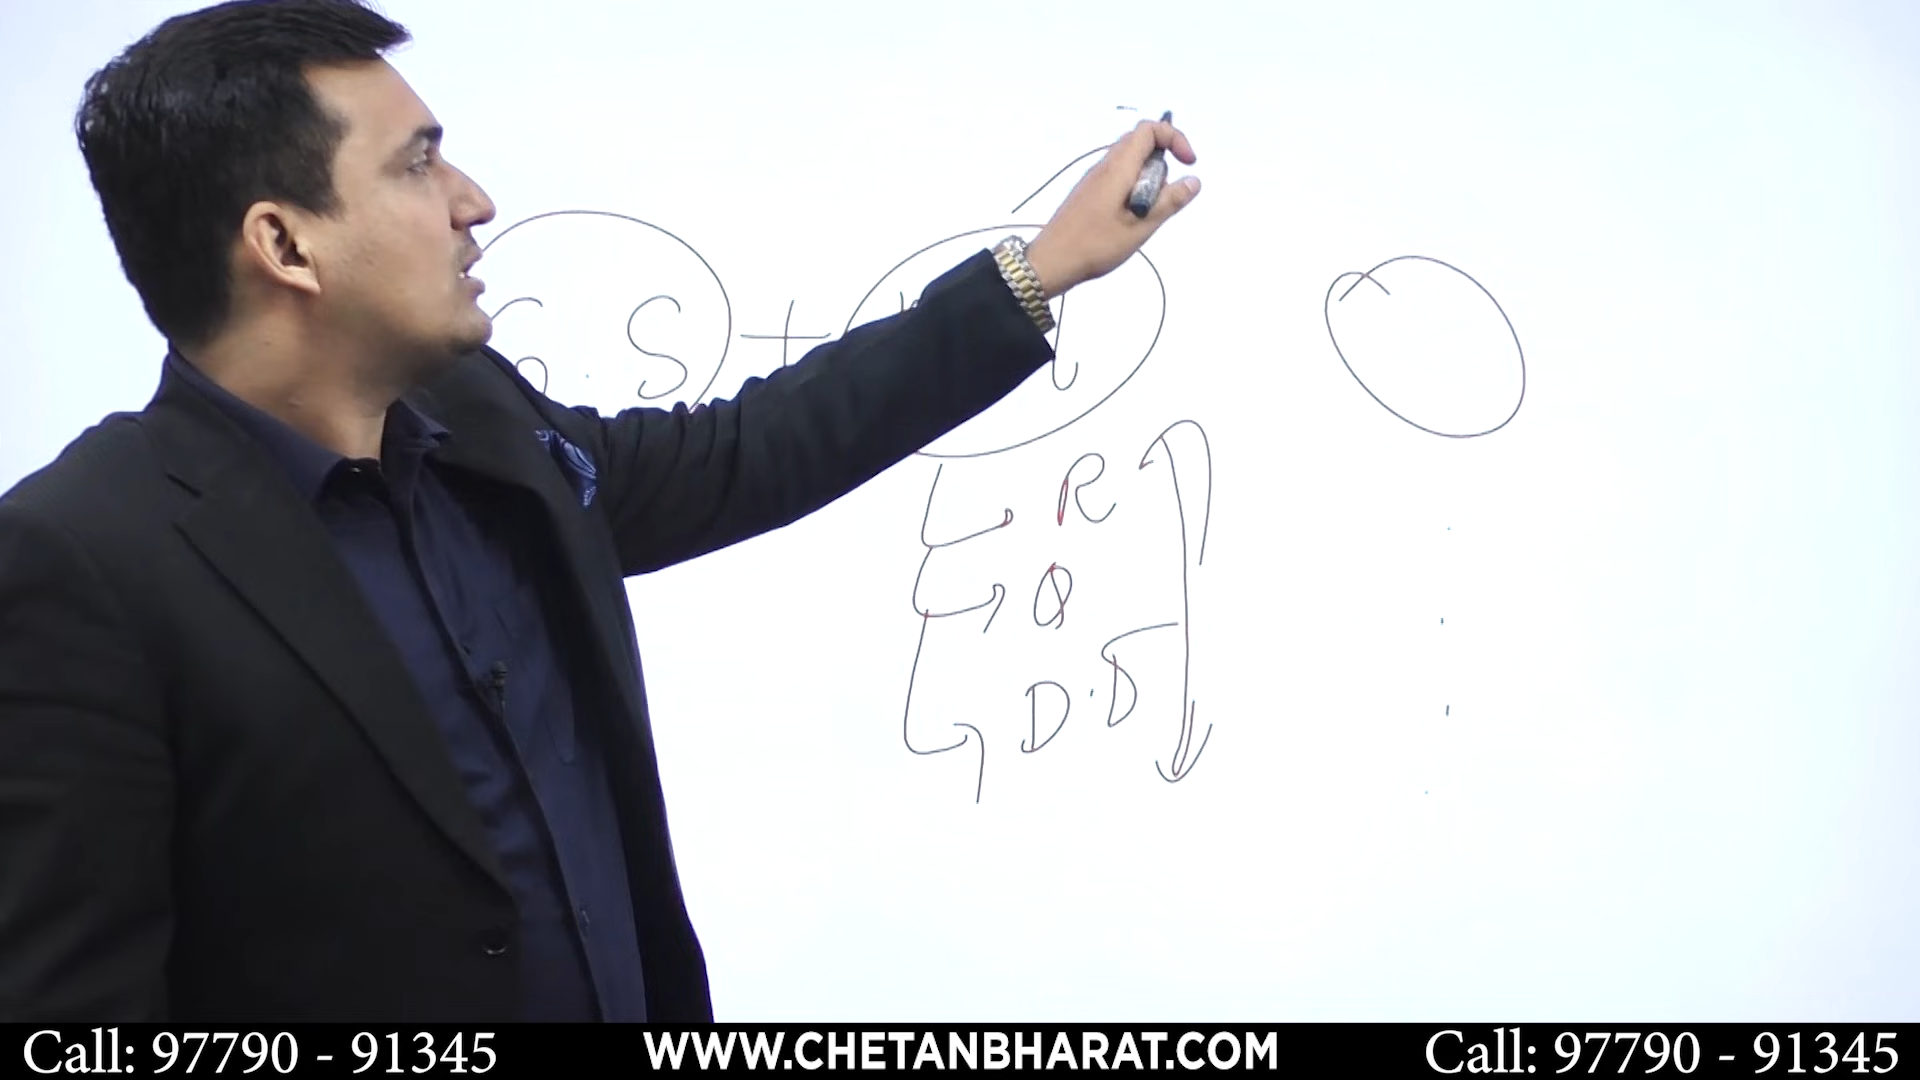 G.S +
R
Q
D.D
Call: 97790 - 91345 WWW.CHETANBHARAT.COM Call: 97790 - 91345